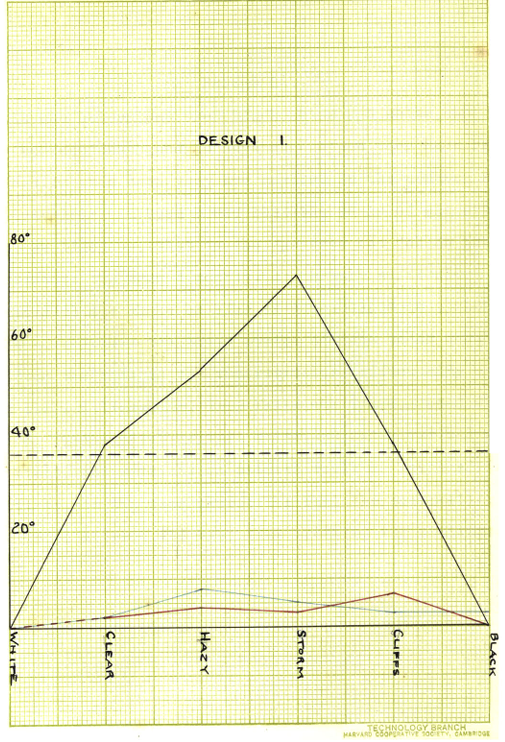 DESIGN I.
80°
60°
40°
20°
WHITE
CLEAR
HAZY
STORM
CLIFFS
BLACK
TECHNOLOGY BRANCH
HARVARD COOPERATIVE SOCIETY, CAMBRIDGE